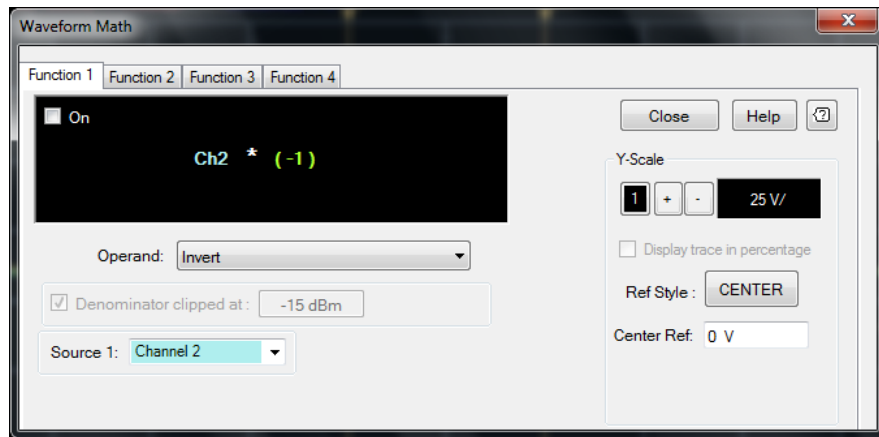 Waveform Math
x
Function 1 Function 2 Function 3 Function 4
On
Ch2 * (-1)
Close Help ?
Y-Scale
1 + - 25 V/
Operand: Invert
Display trace in percentage
Denominator clipped at : -15 dBm
Ref Style : CENTER
Source 1: Channel 2
Center Ref: 0 V